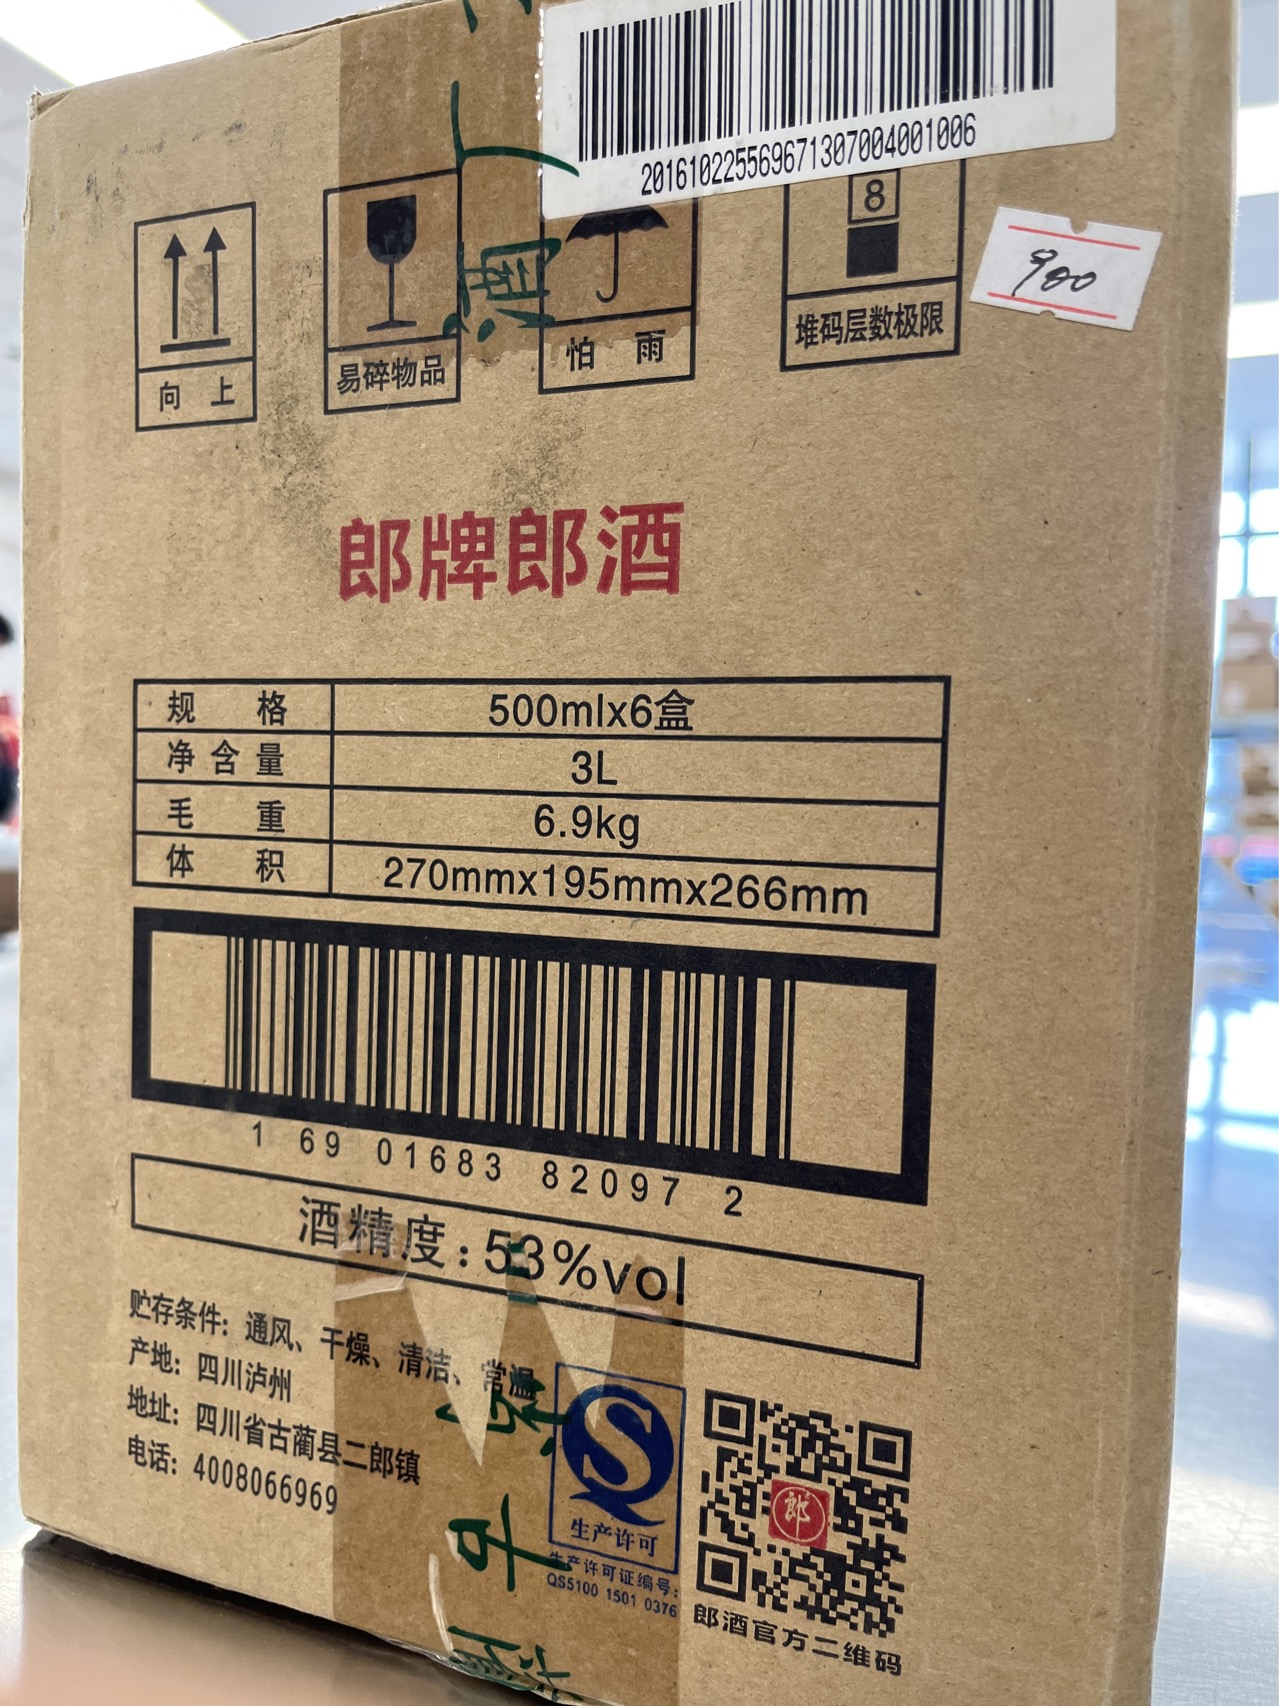 201610225569671307004001006
8
900
向 上
易碎物品
怕 雨
堆码层数极限
酒
郎牌郎酒
规 格 500mlx6盒
净含量 3L
毛 重 6.9kg
体 积 270mmx195mmx266mm
1 69 01683 82097 2
酒精度:53%vol
贮存条件: 通风、干燥、清洁、常温
产地: 四川泸州
地址: 四川省古蔺县二郎镇
电话: 4008066969
生产许可
生产许可证编号:
QS5100 1501 0376
郎
郎酒官方二维码